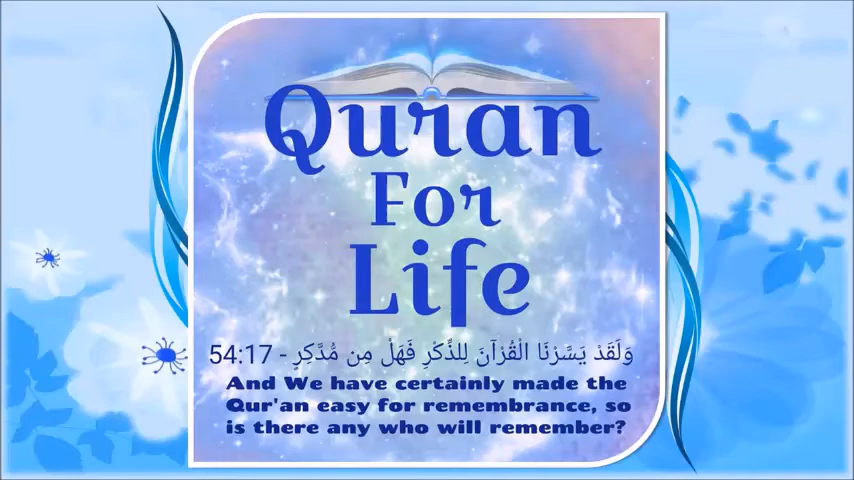 Quran
For
Life
وَلَقَدْ يَسَّرْنَا الْقُرْآنَ لِلذِّكْرِ فَهَلْ مِن مُّدَّكِرٍ - 54:17
And We have certainly made the
Qur'an easy for remembrance, so
is there any who will remember?